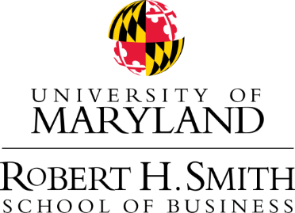 UNIVERSITY OF
MARYLAND
ROBERT H. SMITH
SCHOOL OF BUSINESS